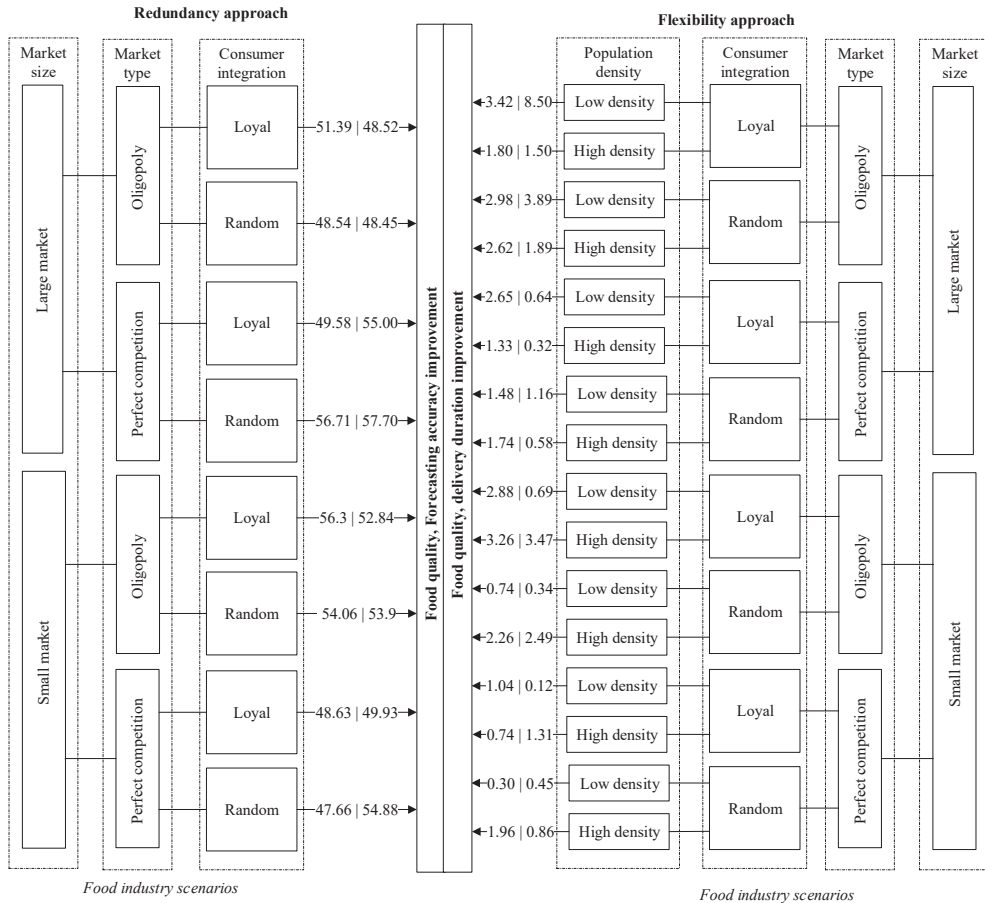 Redundancy approach
Market size
Market type
Consumer integration
Large market
Oligopoly
Loyal
51.39 | 48.52
Random
48.54 | 48.45
Perfect competition
Loyal
49.58 | 55.00
Random
56.71 | 57.70
Small market
Oligopoly
Loyal
56.3 | 52.84
Random
54.06 | 53.9
Perfect competition
Loyal
48.63 | 49.93
Random
47.66 | 54.88
Food industry scenarios
Food quality, Forecasting accuracy improvement
Food quality, delivery duration improvement
Flexibility approach
Population density
Consumer integration
Market type
Market size
3.42 | 8.50
Low density
Loyal
Oligopoly
Large market
1.80 | 1.50
High density
2.98 | 3.89
Low density
Random
2.62 | 1.89
High density
2.65 | 0.64
Low density
Loyal
Perfect competition
1.33 | 0.32
High density
1.48 | 1.16
Low density
Random
1.74 | 0.58
High density
2.88 | 0.69
Low density
Loyal
Oligopoly
Small market
3.26 | 3.47
High density
0.74 | 0.34
Low density
Random
2.26 | 2.49
High density
1.04 | 0.12
Low density
Loyal
Perfect competition
0.74 | 1.31
High density
0.30 | 0.45
Low density
Random
1.96 | 0.86
High density
Food industry scenarios